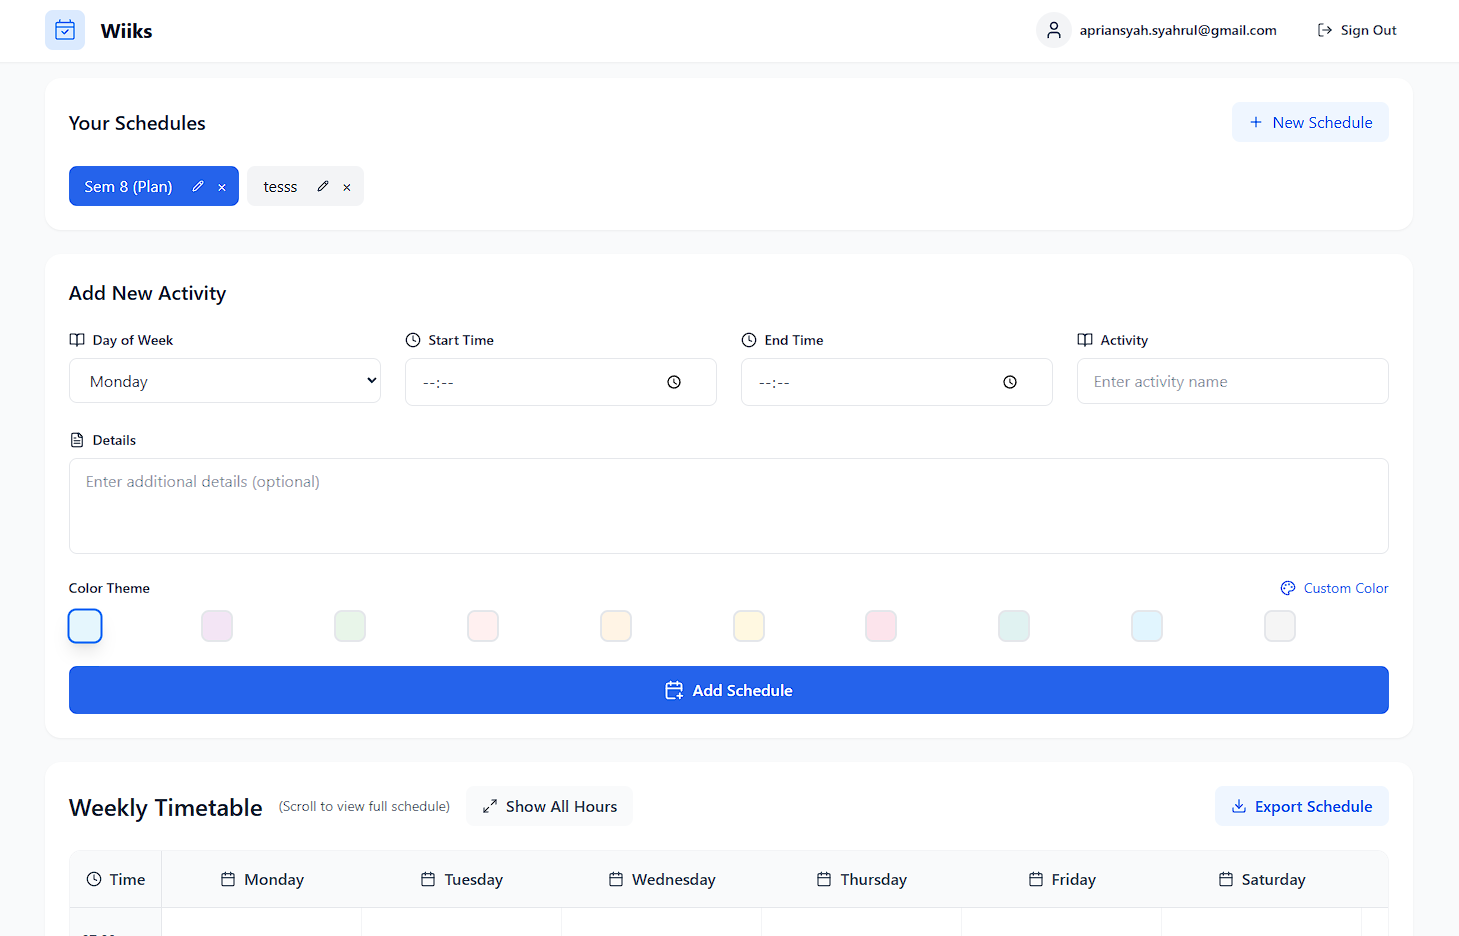 Wiiks
apriansyah.syahrul@gmail.com
Sign Out
Your Schedules
+ New Schedule
Sem 8 (Plan) ×
tesss ×
Add New Activity
Day of Week
Start Time
End Time
Activity
Monday
--:--
--:--
Enter activity name
Details
Enter additional details (optional)
Color Theme
Custom Color
Add Schedule
Weekly Timetable
(Scroll to view full schedule)
Show All Hours
Export Schedule
Time
Monday
Tuesday
Wednesday
Thursday
Friday
Saturday